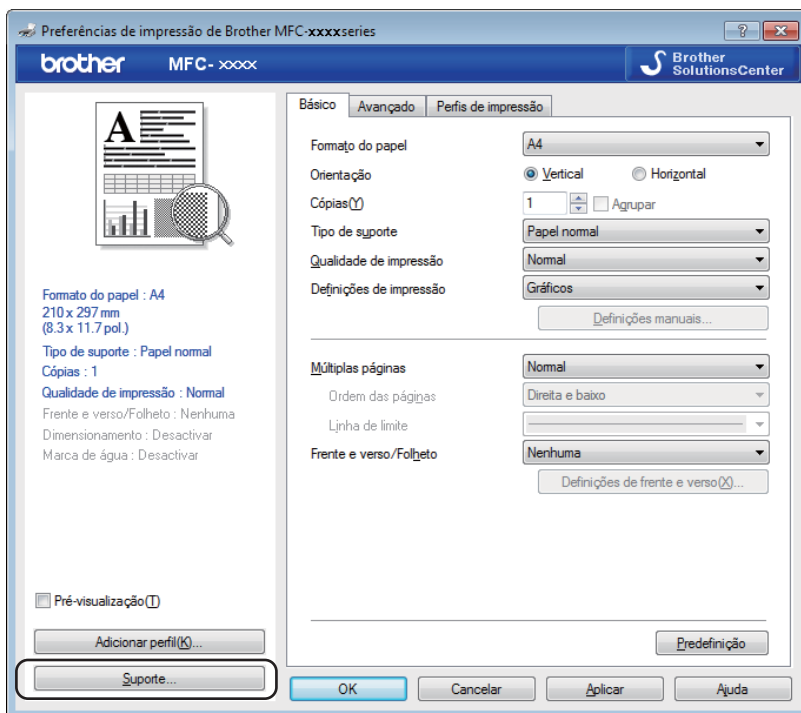 Preferências de impressão de Brother MFC-xxxxseries
brother MFC- xxxx Brother SolutionsCenter
A
Formato do papel : A4
210 x 297 mm
(8.3 x 11.7 pol.)
Tipo de suporte : Papel normal
Cópias : 1
Qualidade de impressão : Normal
Frente e verso/Folheto : Nenhuma
Dimensionamento : Desactivar
Marca de água : Desactivar
Pré-visualização(T)
Adicionar perfil(K)...
Suporte...
Básico Avançado Perfis de impressão
Formato do papel A4
Orientação Vertical Horizontal
Cópias(Y) 1 Agrupar
Tipo de suporte Papel normal
Qualidade de impressão Normal
Definições de impressão Gráficos
Definições manuais...
Múltiplas páginas Normal
Ordem das páginas Direita e baixo
Linha de limite
Frente e verso/Folheto Nenhuma
Definições de frente e verso(X)...
Predefinição
OK Cancelar Aplicar Ajuda